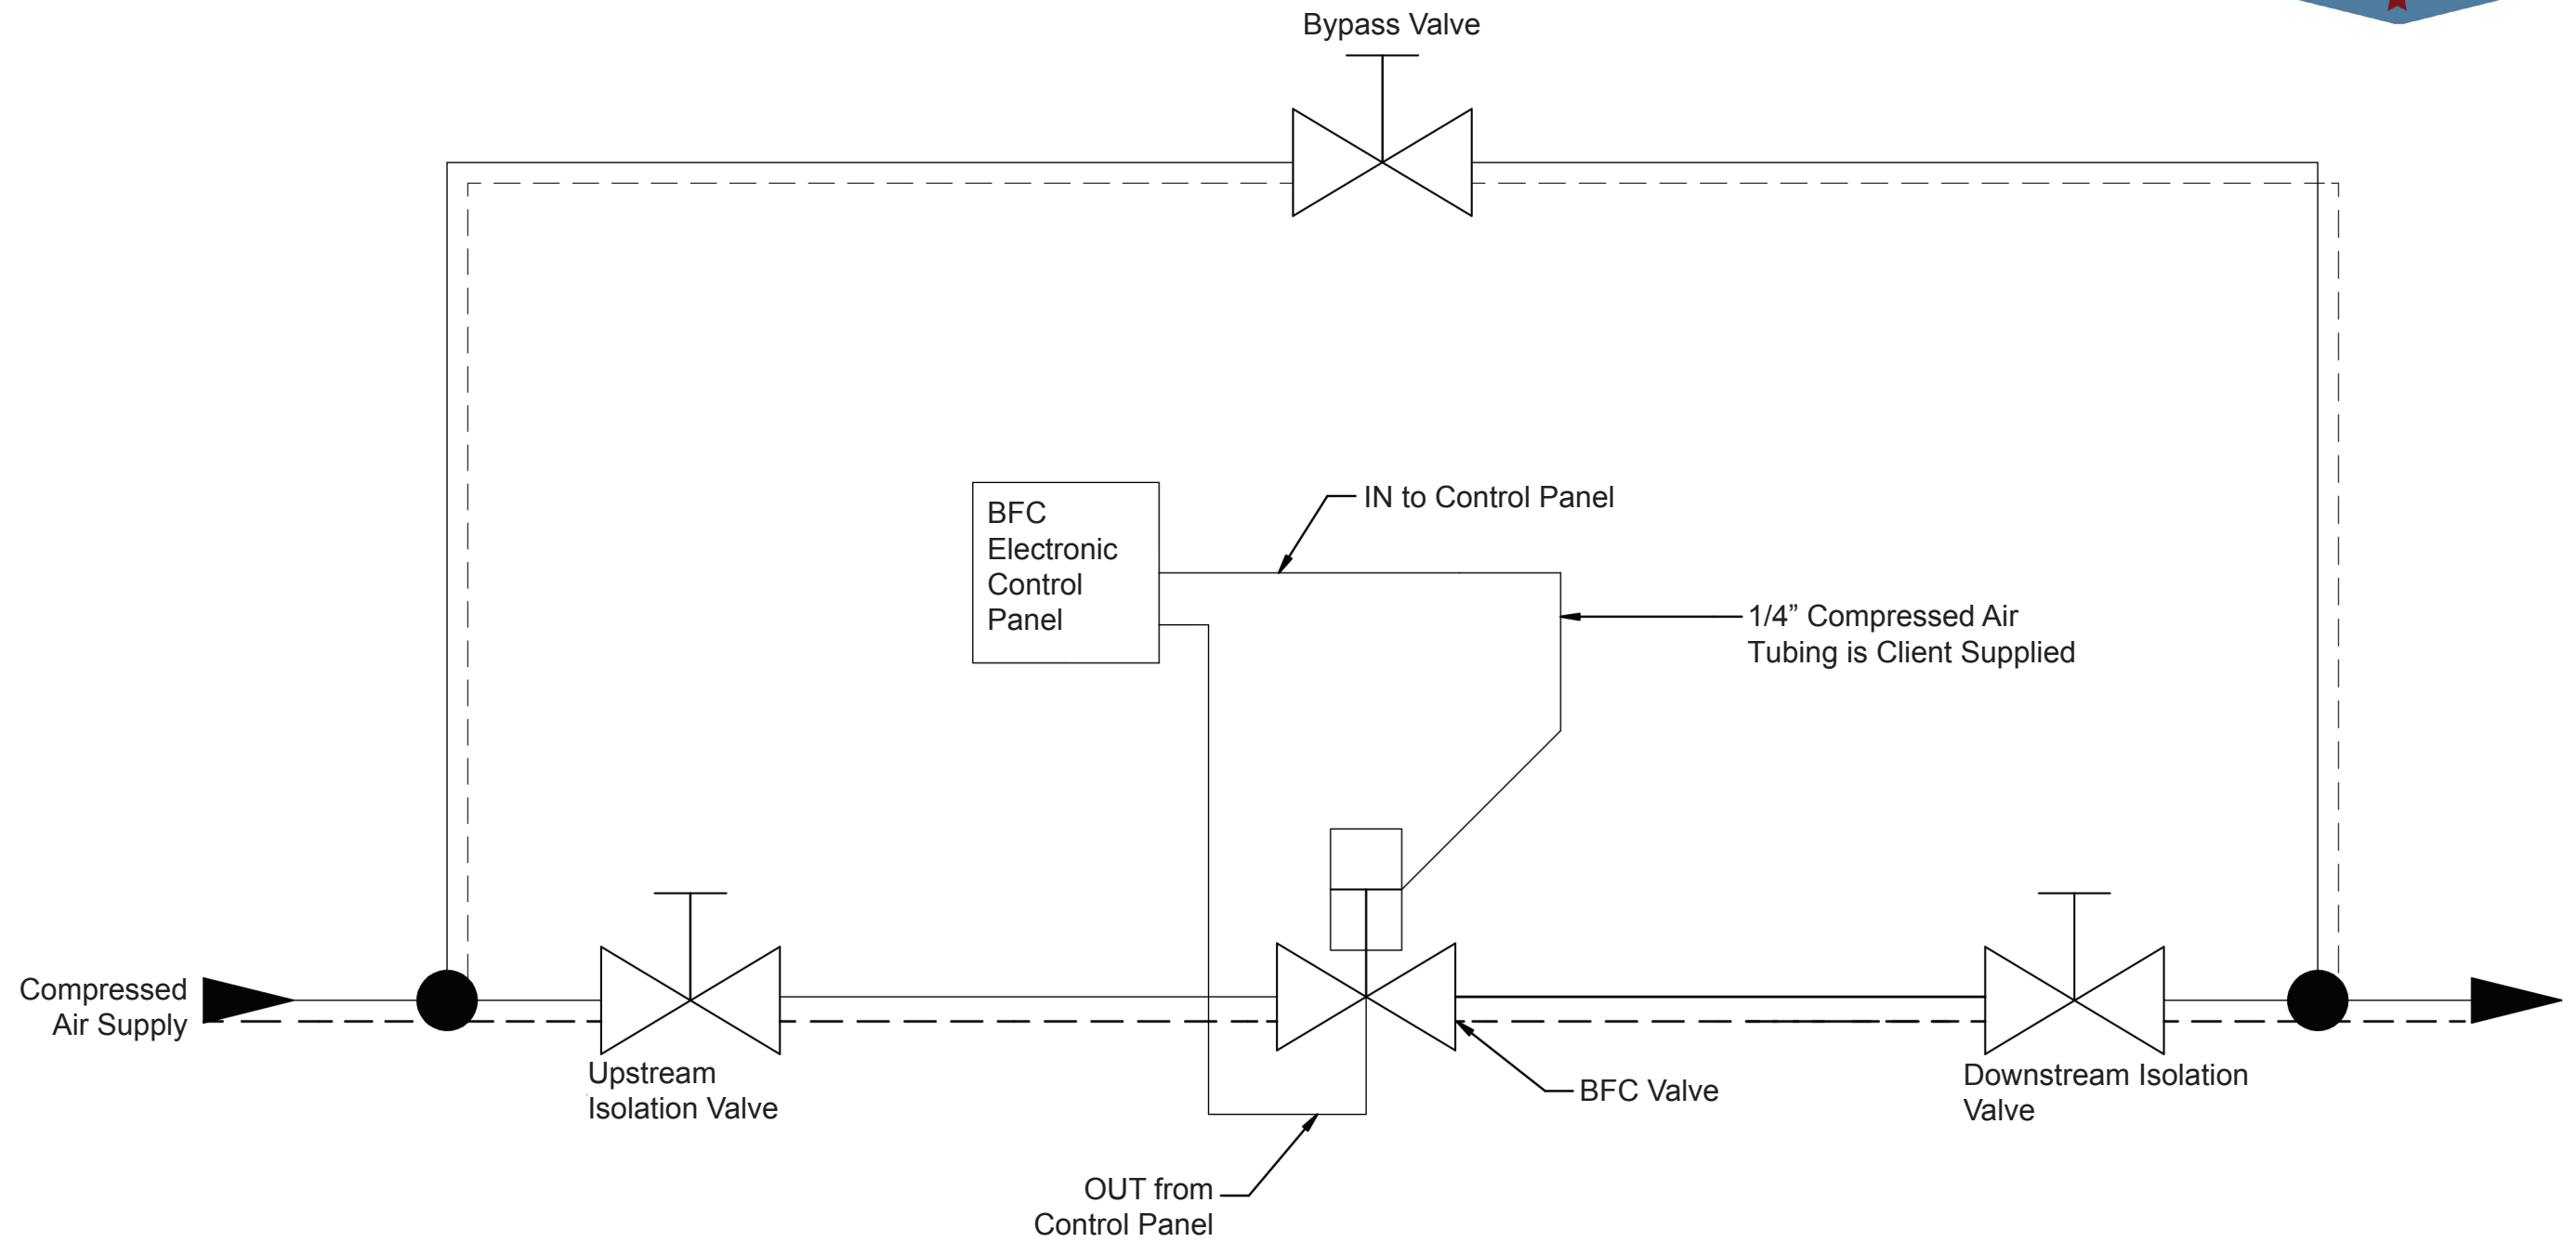 Bypass Valve
BFC
Electronic
Control
Panel
IN to Control Panel
1/4” Compressed Air
Tubing is Client Supplied
Compressed
Air Supply
Upstream
Isolation Valve
BFC Valve
Downstream Isolation
Valve
OUT from
Control Panel